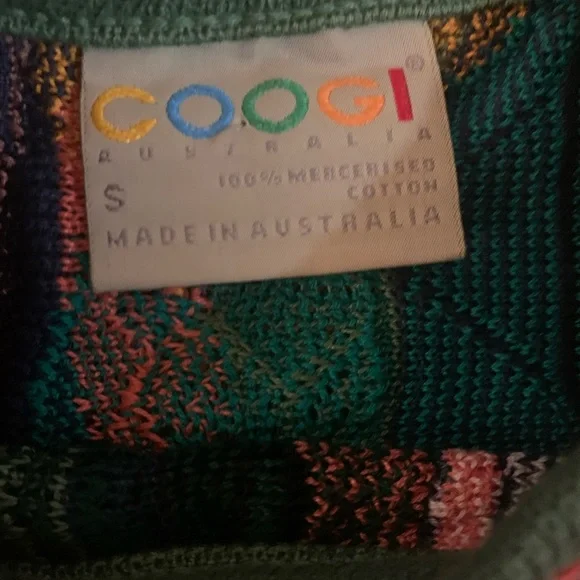 COOGI®
AUSTRALIA
S
100% MERCERISED
COTTON
MADE IN AUSTRALIA